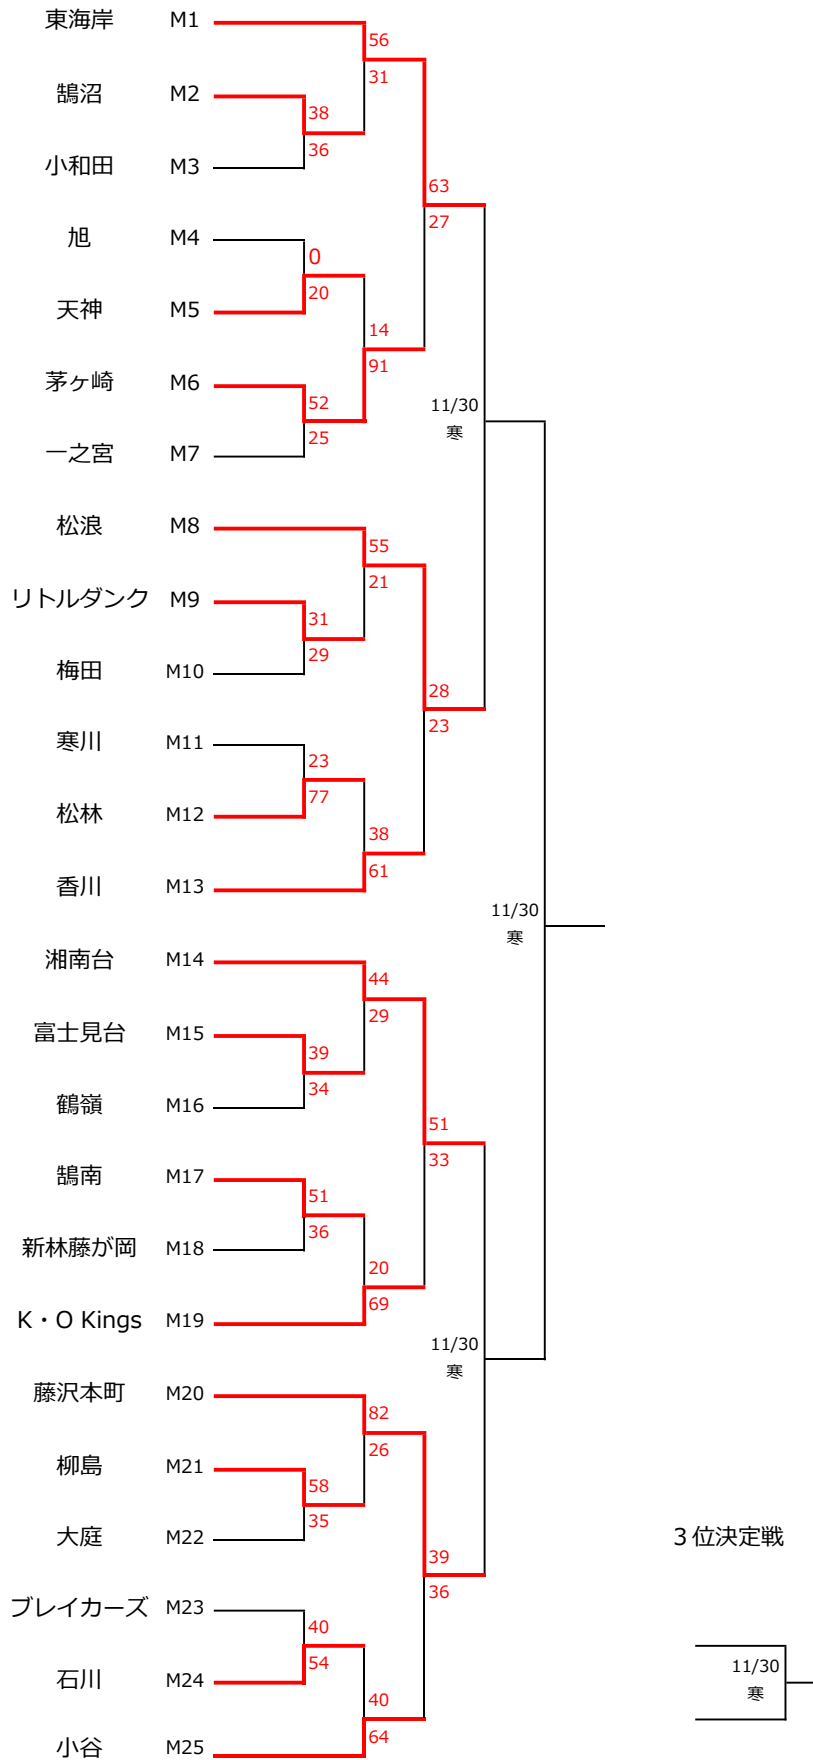 東海岸 M1
56
31
鵠沼 M2
38
36
小和田 M3
63
27
旭 M4
0
20
天神 M5
14
91
茅ヶ崎 M6
52
25
一之宮 M7
11/30
寒
松浪 M8
55
21
リトルダンク M9
31
29
梅田 M10
28
23
寒川 M11
23
77
松林 M12
38
61
香川 M13
11/30
寒
湘南台 M14
44
29
富士見台 M15
39
34
鶴嶺 M16
51
33
鵠南 M17
51
36
新林藤が岡 M18
20
69
K・O Kings M19
11/30
寒
藤沢本町 M20
82
26
柳島 M21
58
35
大庭 M22
39
36
ブレイカーズ M23
40
54
石川 M24
40
64
小谷 M25
３位決定戦
11/30
寒